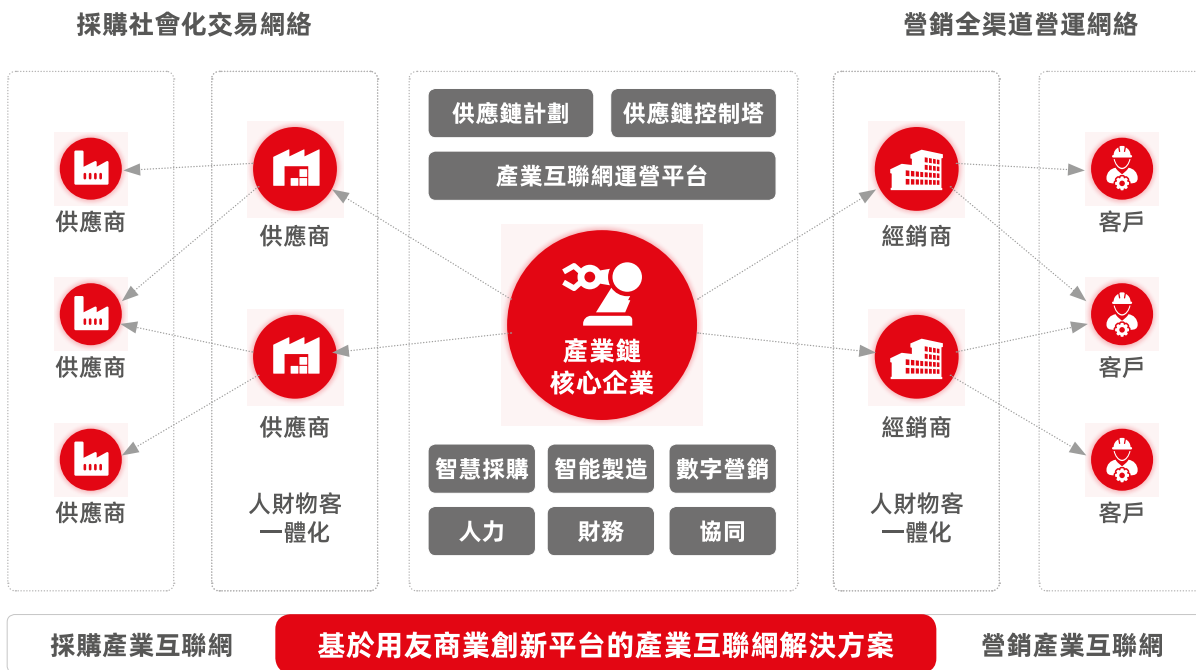 採購社會化交易網絡
營銷全渠道營運網絡
供應商
供應商
供應商
供應商
供應商
人財物客
一體化
供應鏈計劃
供應鏈控制塔
產業互聯網運營平台
產業鏈
核心企業
智慧採購
智能製造
數字營銷
人力
財務
協同
經銷商
經銷商
人財物客
一體化
客戶
客戶
客戶
採購產業互聯網
基於用友商業創新平台的產業互聯網解決方案
營銷產業互聯網